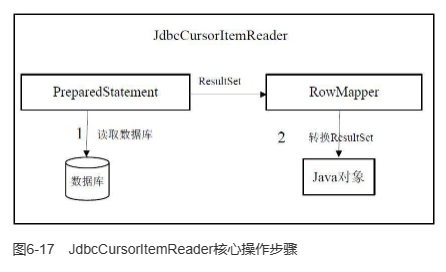 JdbcCursorItemReader
PreparedStatement
ResultSet
RowMapper
1 读取数据库
2 转换ResultSet
数据库
Java对象
图6-17 JdbcCursorItemReader核心操作步骤